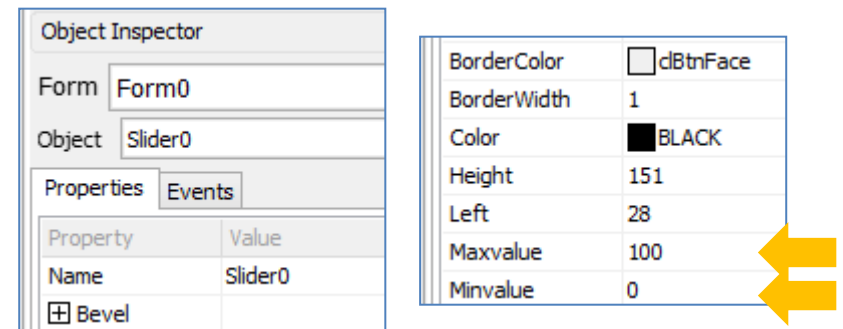 Object Inspector
Form Form0
Object Slider0
Properties Events
Property Value
Name Slider0
Bevel
BorderColor clBtnFace
BorderWidth 1
Color BLACK
Height 151
Left 28
Maxvalue 100
Minvalue 0